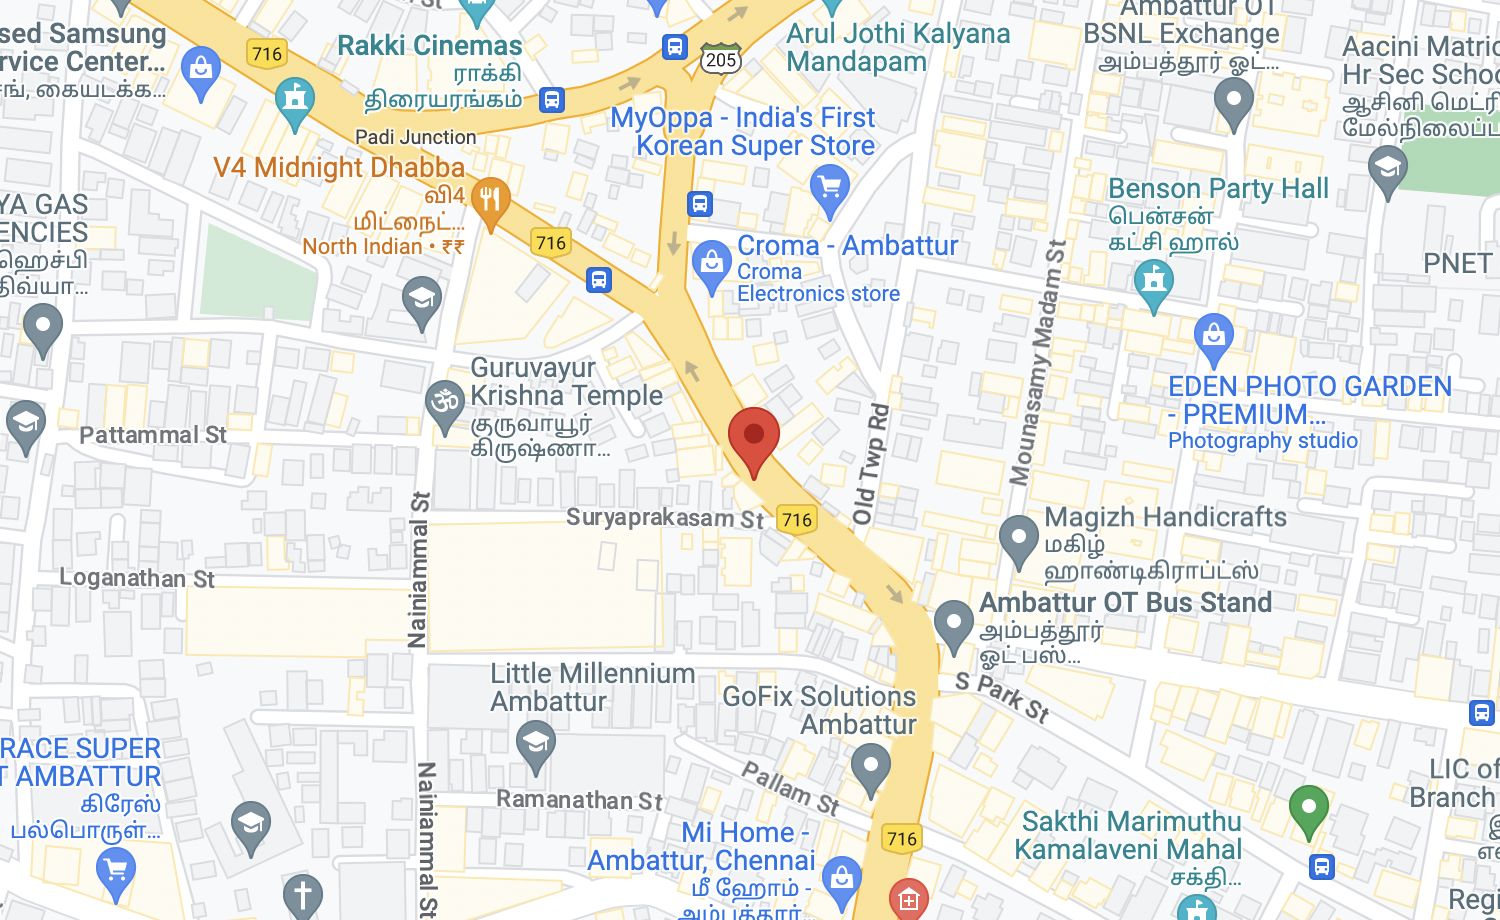 sed Samsung
rvice Center...
ங், கையடக்க...
716
Rakki Cinemas
ராக்கி
திரையரங்கம்
205
Arul Jothi Kalyana
Mandapam
Ambattur OT
BSNL Exchange
அம்பத்தூர் ஓட்...
Aacini Matric
Hr Sec Schoo
ஆசினி மெட்ரி
மேல்நிலைப்ப
Padi Junction
MyOppa - India's First
Korean Super Store
V4 Midnight Dhabba
வி4
மிட்நைட்...
North Indian • ₹₹
716
YA GAS
ENCIES
ஹெச்பி
திவ்யா...
Croma - Ambattur
Croma
Electronics store
Benson Party Hall
பென்சன்
கட்சி ஹால்
PNET
Mounasamy Madam St
Guruvayur
Krishna Temple
குருவாயூர்
கிருஷ்ணா...
EDEN PHOTO GARDEN
- PREMIUM...
Photography studio
Pattammal St
Old Twp Rd
Nainiammal St
Suryaprakasam St
716
Magizh Handicrafts
மகிழ்
ஹாண்டிகிராப்ட்ஸ்
Loganathan St
Ambattur OT Bus Stand
அம்பத்தூர்
ஓட் பஸ்...
Little Millennium
Ambattur
GoFix Solutions
Ambattur
S Park St
RACE SUPER
T AMBATTUR
கிரேஸ்
பல்பொருள்...
Nainiammal St
Ramanathan St
Pallam St
LIC of
Branch
716
Mi Home -
Ambattur, Chennai
மீ ஹோம் -
அம்பத்தூர்...
Sakthi Marimuthu
Kamalaveni Mahal
சக்தி...
Regi